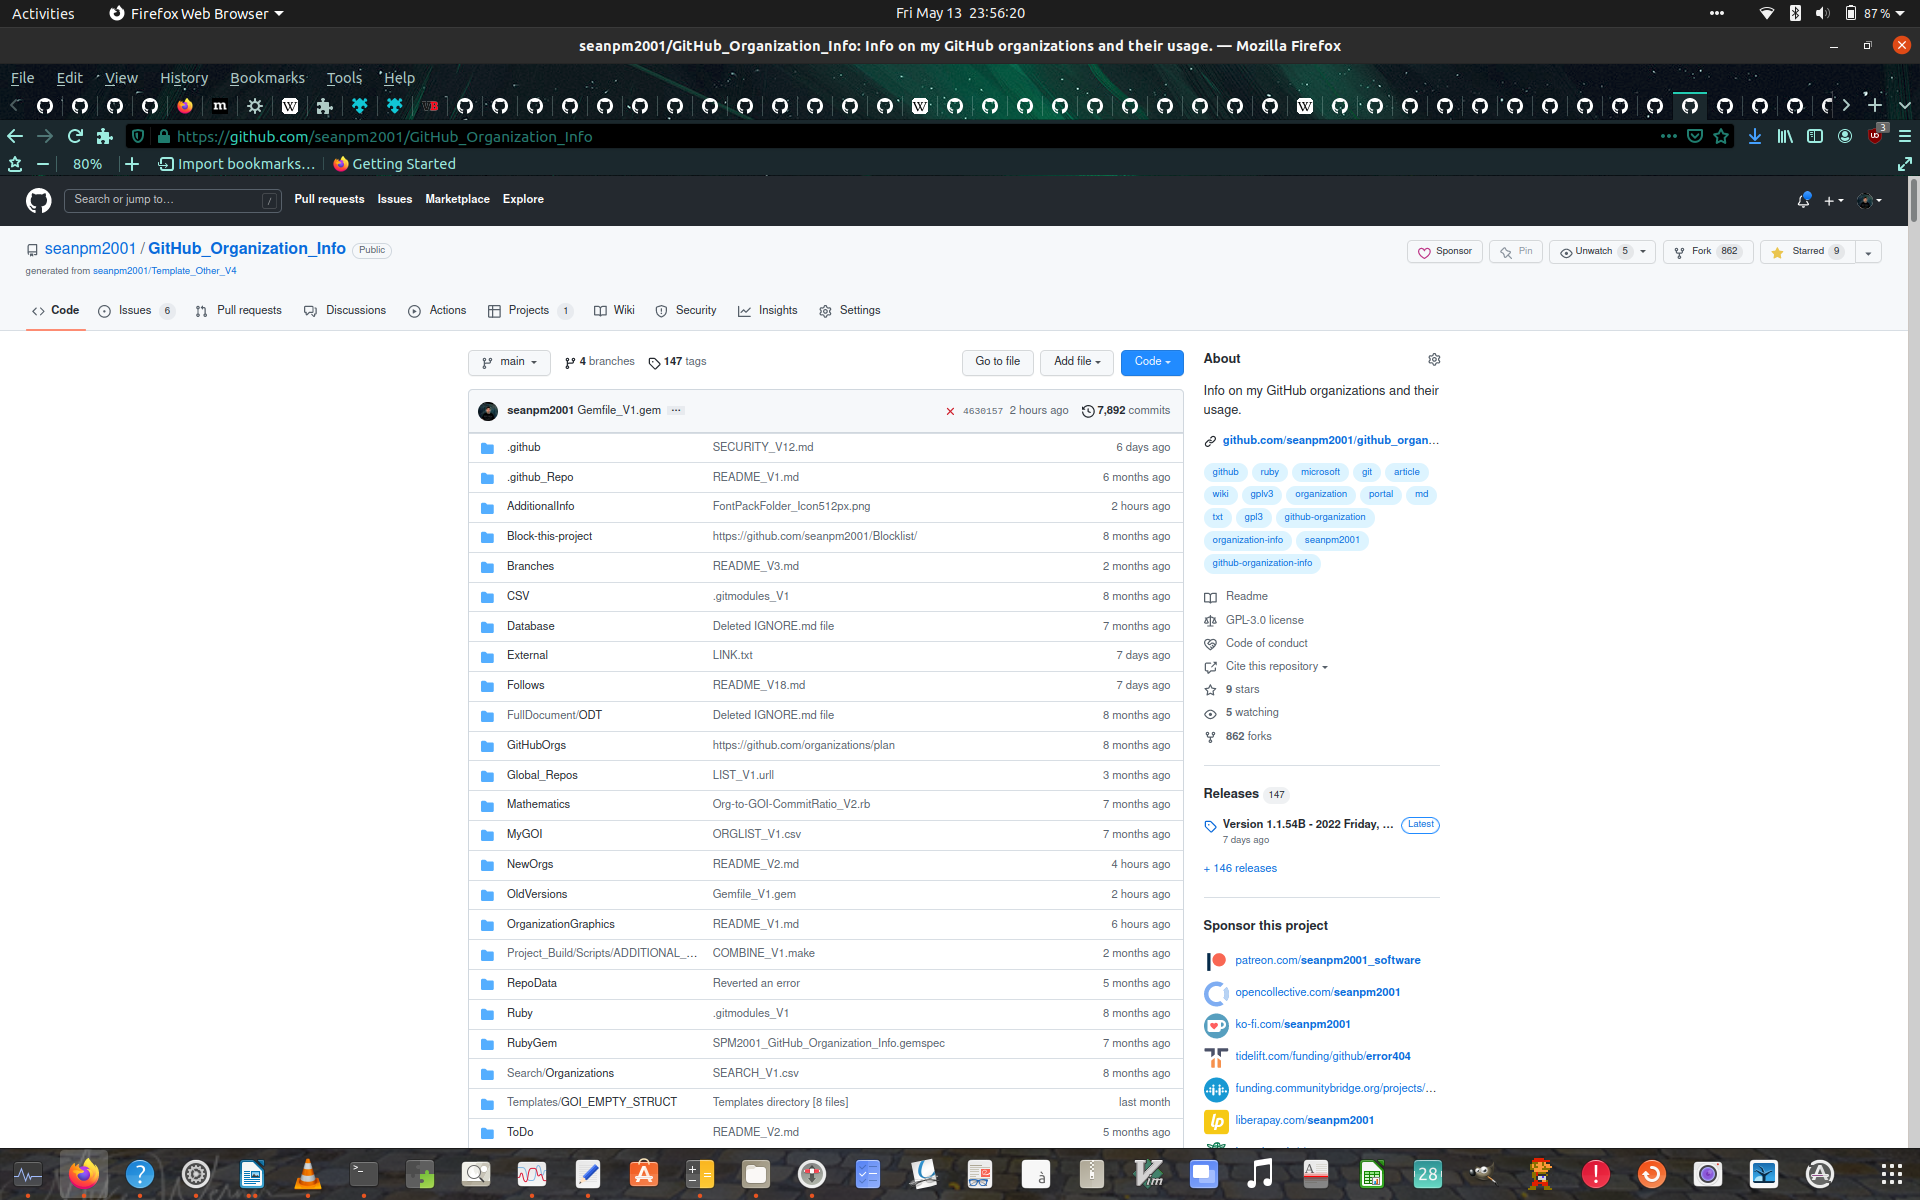 Activities Firefox Web Browser Fri May 13 23:56:20 87 %
seanpm2001/GitHub_Organization_Info: Info on my GitHub organizations and their usage. — Mozilla Firefox
File Edit View History Bookmarks Tools Help
https://github.com/seanpm2001/GitHub_Organization_Info 3
80% Import bookmarks… Getting Started
Search or jump to… / Pull requests Issues Marketplace Explore
seanpm2001 / GitHub_Organization_Info Public Sponsor Pin Unwatch 5 Fork 862 Starred 9
generated from seanpm2001/Template_Other_V4
Code Issues 6 Pull requests Discussions Actions Projects 1 Wiki Security Insights Settings
main 4 branches 147 tags Go to file Add file Code
seanpm2001 Gemfile_V1.gem ... 4630157 2 hours ago 7,892 commits
.github SECURITY_V12.md 6 days ago
.github_Repo README_V1.md 6 months ago
AdditionalInfo FontPackFolder_Icon512px.png 2 hours ago
Block-this-project https://github.com/seanpm2001/Blocklist/ 8 months ago
Branches README_V3.md 2 months ago
CSV .gitmodules_V1 8 months ago
Database Deleted IGNORE.md file 7 months ago
External LINK.txt 7 days ago
Follows README_V18.md 7 days ago
FullDocument/ODT Deleted IGNORE.md file 8 months ago
GitHubOrgs https://github.com/organizations/plan 8 months ago
Global_Repos LIST_V1.urll 3 months ago
Mathematics Org-to-GOI-CommitRatio_V2.rb 7 months ago
MyGOI ORGLIST_V1.csv 7 months ago
NewOrgs README_V2.md 4 hours ago
OldVersions Gemfile_V1.gem 2 hours ago
OrganizationGraphics README_V1.md 6 hours ago
Project_Build/Scripts/ADDITIONAL_... COMBINE_V1.make 2 months ago
RepoData Reverted an error 5 months ago
Ruby .gitmodules_V1 8 months ago
RubyGem SPM2001_GitHub_Organization_Info.gemspec 7 months ago
Search/Organizations SEARCH_V1.csv 8 months ago
Templates/GOI_EMPTY_STRUCT Templates directory [8 files] last month
ToDo README_V2.md 5 months ago
About
Info on my GitHub organizations and their
usage.
github.com/seanpm2001/github_organ…
github ruby microsoft git article
wiki gplv3 organization portal md
txt gpl3 github-organization
organization-info seanpm2001
github-organization-info
Readme
GPL-3.0 license
Code of conduct
Cite this repository
9 stars
5 watching
862 forks
Releases 147
Version 1.1.54B - 2022 Friday, ... Latest
7 days ago
+ 146 releases
Sponsor this project
patreon.com/seanpm2001_software
opencollective.com/seanpm2001
ko-fi.com/seanpm2001
tidelift.com/funding/github/error404
funding.communitybridge.org/projects/…
liberapay.com/seanpm2001
28